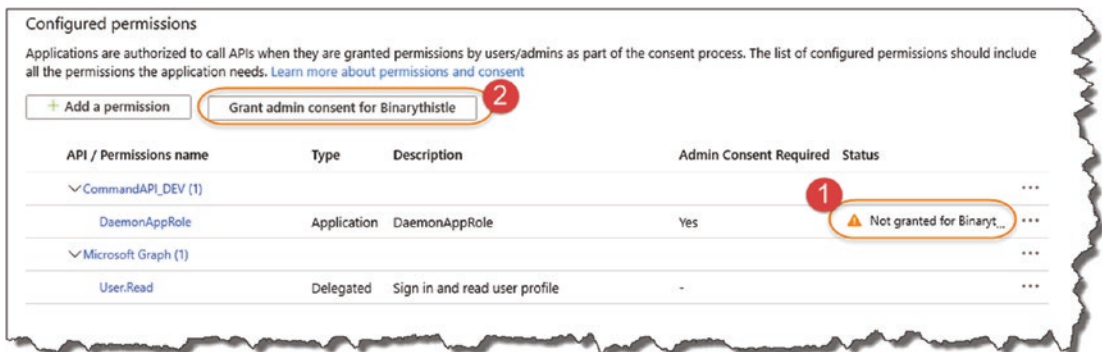 Configured permissions
Applications are authorized to call APIs when they are granted permissions by users/admins as part of the consent process. The list of configured permissions should include
all the permissions the application needs. Learn more about permissions and consent
+ Add a permission Grant admin consent for Binarythistle 2
API / Permissions name Type Description Admin Consent Required Status
CommandAPI_DEV (1) ...
1
DaemonAppRole Application DaemonAppRole Yes Not granted for Binaryt... ...
Microsoft Graph (1) ...
User.Read Delegated Sign in and read user profile - ...